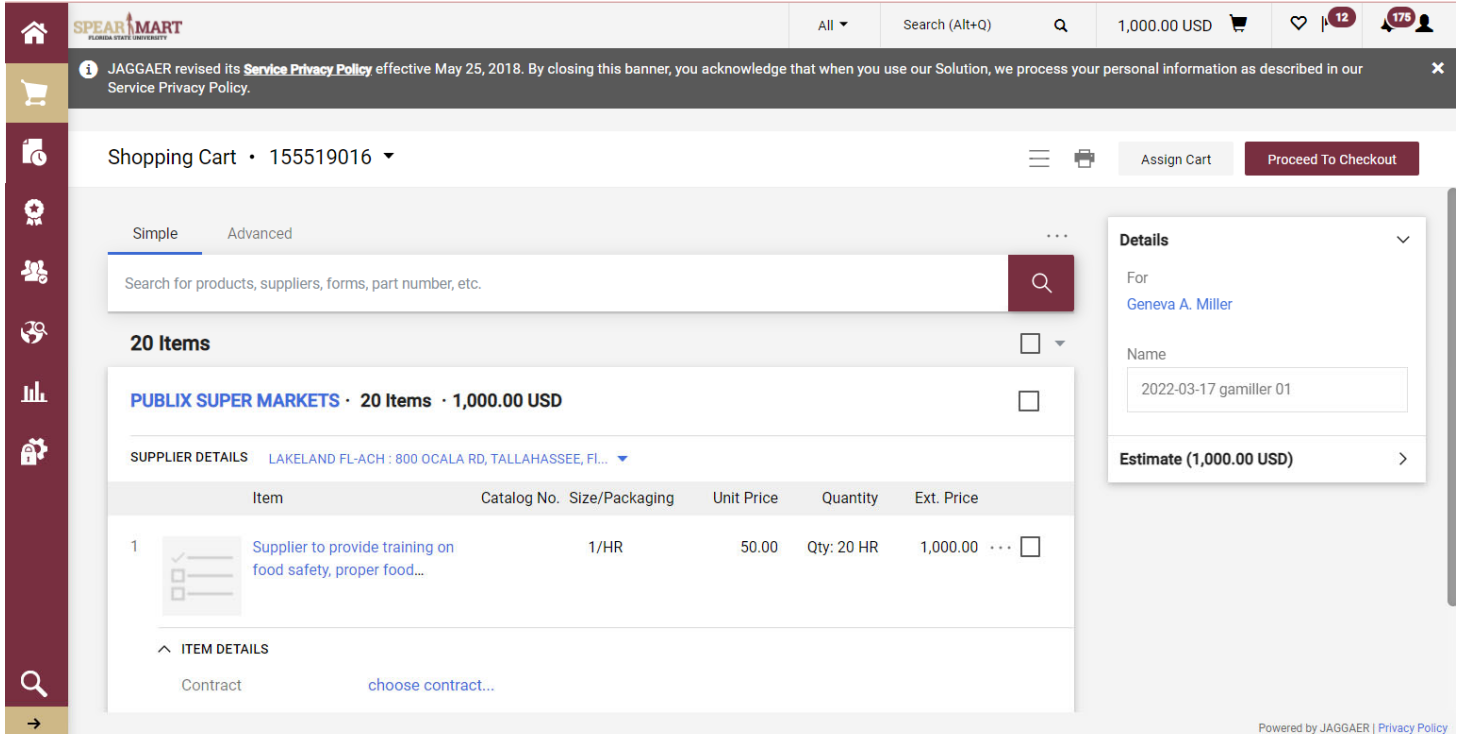 SPEARMART
FLORIDA STATE UNIVERSITY
All
Search (Alt+Q)
1,000.00 USD
12
175
JAGGAER revised its Service Privacy Policy effective May 25, 2018. By closing this banner, you acknowledge that when you use our Solution, we process your personal information as described in our
Service Privacy Policy.
Shopping Cart • 155519016
Assign Cart
Proceed To Checkout
Simple
Advanced
...
Search for products, suppliers, forms, part number, etc.
20 Items
PUBLIX SUPER MARKETS · 20 Items · 1,000.00 USD
SUPPLIER DETAILS LAKELAND FL-ACH : 800 OCALA RD, TALLAHASSEE, Fl...
Item Catalog No. Size/Packaging Unit Price Quantity Ext. Price
1 Supplier to provide training on 1/HR 50.00 Qty: 20 HR 1,000.00 ...
food safety, proper food...
ITEM DETAILS
Contract choose contract...
Details
For
Geneva A. Miller
Name
2022-03-17 gamiller 01
Estimate (1,000.00 USD)
Powered by JAGGAER | Privacy Policy